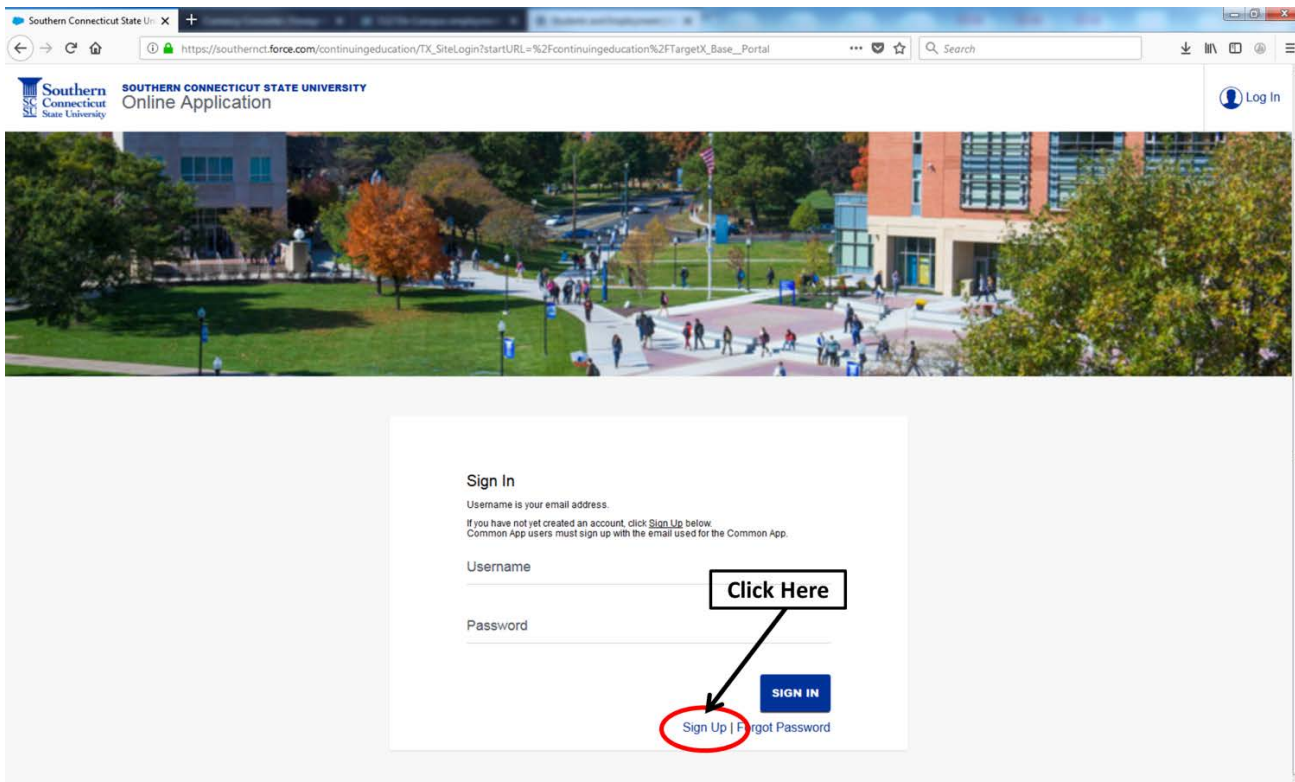 Southern Connecticut State Un
https://southernct.force.com/continuingeducation/TX_SiteLogin?startURL=%2Fcontinuingeducation%2FTargetX_Base__Portal
Search
Southern
Connecticut
State University
SC
SU
SOUTHERN CONNECTICUT STATE UNIVERSITY
Online Application
Log In
Sign In
Username is your email address.
If you have not yet created an account, click Sign Up below.
Common App users must sign up with the email used for the Common App.
Username
Click Here
Password
SIGN IN
Sign Up | Forgot Password